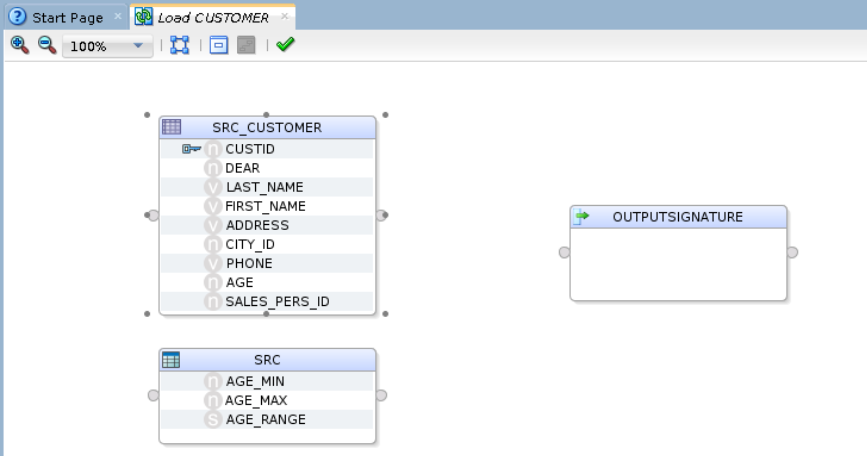 Start Page
Load CUSTOMER
100%
SRC_CUSTOMER
n CUSTID
n DEAR
v LAST_NAME
v FIRST_NAME
v ADDRESS
n CITY_ID
v PHONE
n AGE
n SALES_PERS_ID
OUTPUTSIGNATURE
SRC
n AGE_MIN
n AGE_MAX
s AGE_RANGE